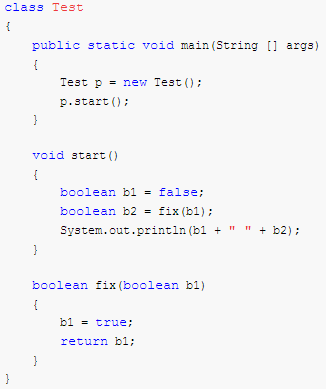 class Test
{
    public static void main(String [] args)
    {
        Test p = new Test();
        p.start();
    }

    void start()
    {
        boolean b1 = false;
        boolean b2 = fix(b1);
        System.out.println(b1 + " " + b2);
    }

    boolean fix(boolean b1)
    {
        b1 = true;
        return b1;
    }
}